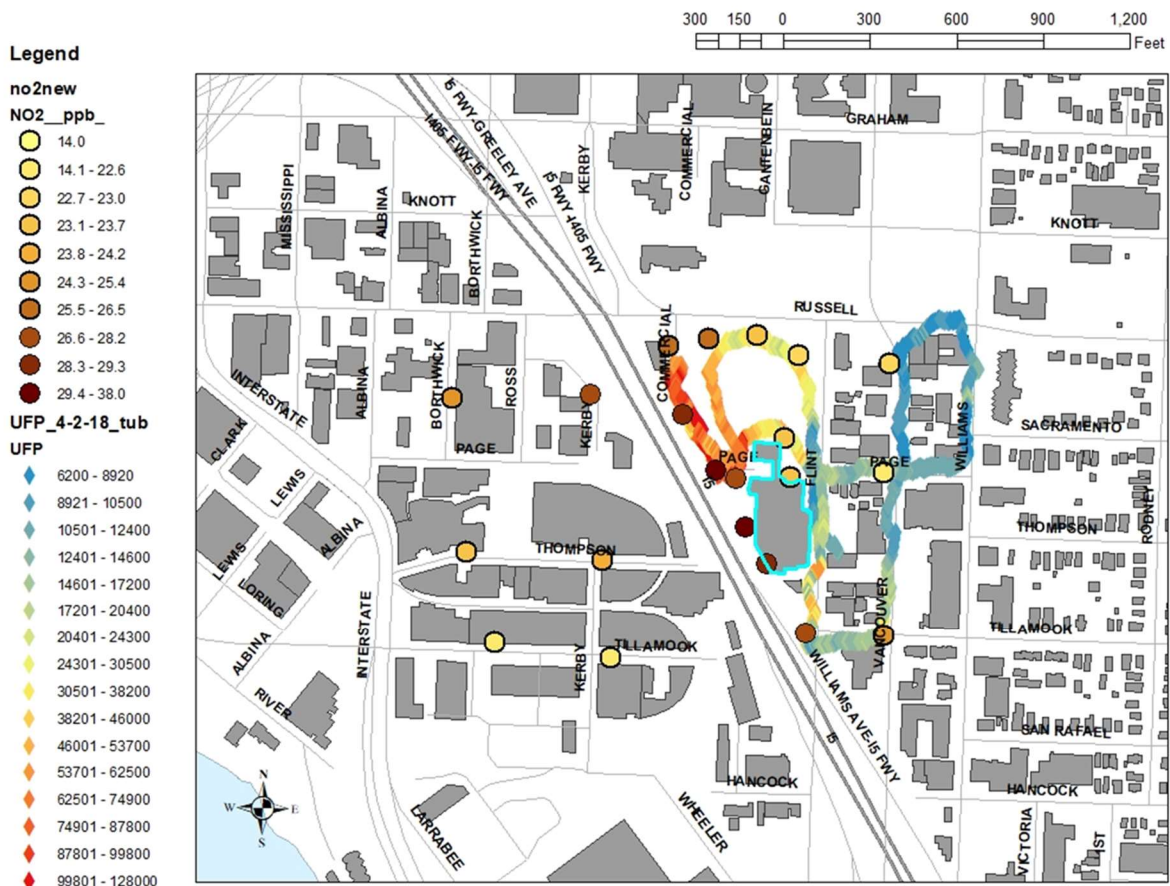 300 150 0 300 600 900 1,200
Feet
Legend
no2new
NO2__ppb_
14.0
14.1 - 22.6
22.7 - 23.0
23.1 - 23.7
23.8 - 24.2
24.3 - 25.4
25.5 - 26.5
26.6 - 28.2
28.3 - 29.3
29.4 - 38.0
UFP_4-2-18_tub
UFP
6200 - 8920
8921 - 10500
10501 - 12400
12401 - 14600
14601 - 17200
17201 - 20400
20401 - 24300
24301 - 30500
30501 - 38200
38201 - 46000
46001 - 53700
53701 - 62500
62501 - 74900
74901 - 87800
87801 - 99800
99801 - 128000
I5 FWY-GREELEY AVE
I405 FWY-I5 FWY
I5 FWY-I405 FWY
KERBY
COMMERCIAL
GANTENBEIN
GRAHAM
MISSISSIPPI
ALBINA
KNOTT
BORTHWICK
KNOTT
RUSSELL
COMMERCIAL
INTERSTATE
ALBINA
BORTHWICK
ROSS
KERBY
PAGE
CLARK
LEWIS
ALBINA
LEWIS
LORING
ALBINA
RIVER
INTERSTATE
PAGE
I5
FLINT
PAGE
WILLIAMS
SACRAMENTO
THOMPSON
RODNEY
THOMPSON
VANCOUVER
TILLAMOOK
KERBY
TILLAMOOK
WILLIAMS AVE-I5 FWY
I5
SAN RAFAEL
HANCOCK
HANCOCK
LARRABEE
WHEELER
VICTORIA
1ST
N
W
E
S